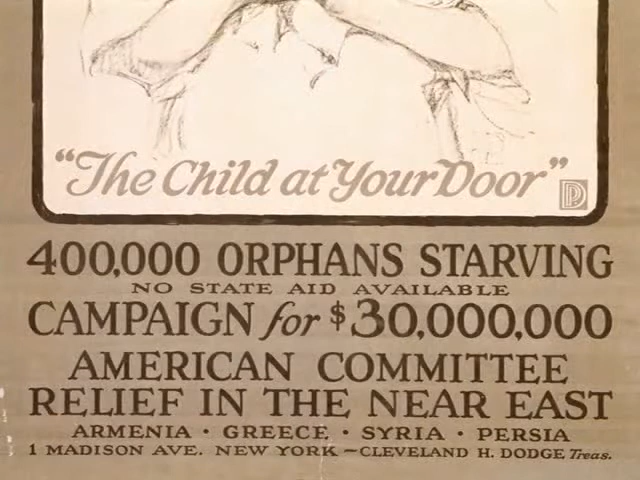 "The Child at Your Door"
400,000 ORPHANS STARVING
NO STATE AID AVAILABLE
CAMPAIGN for $30,000,000
AMERICAN COMMITTEE
RELIEF IN THE NEAR EAST
ARMENIA · GREECE · SYRIA · PERSIA
1 MADISON AVE. NEW YORK – CLEVELAND H. DODGE Treas.